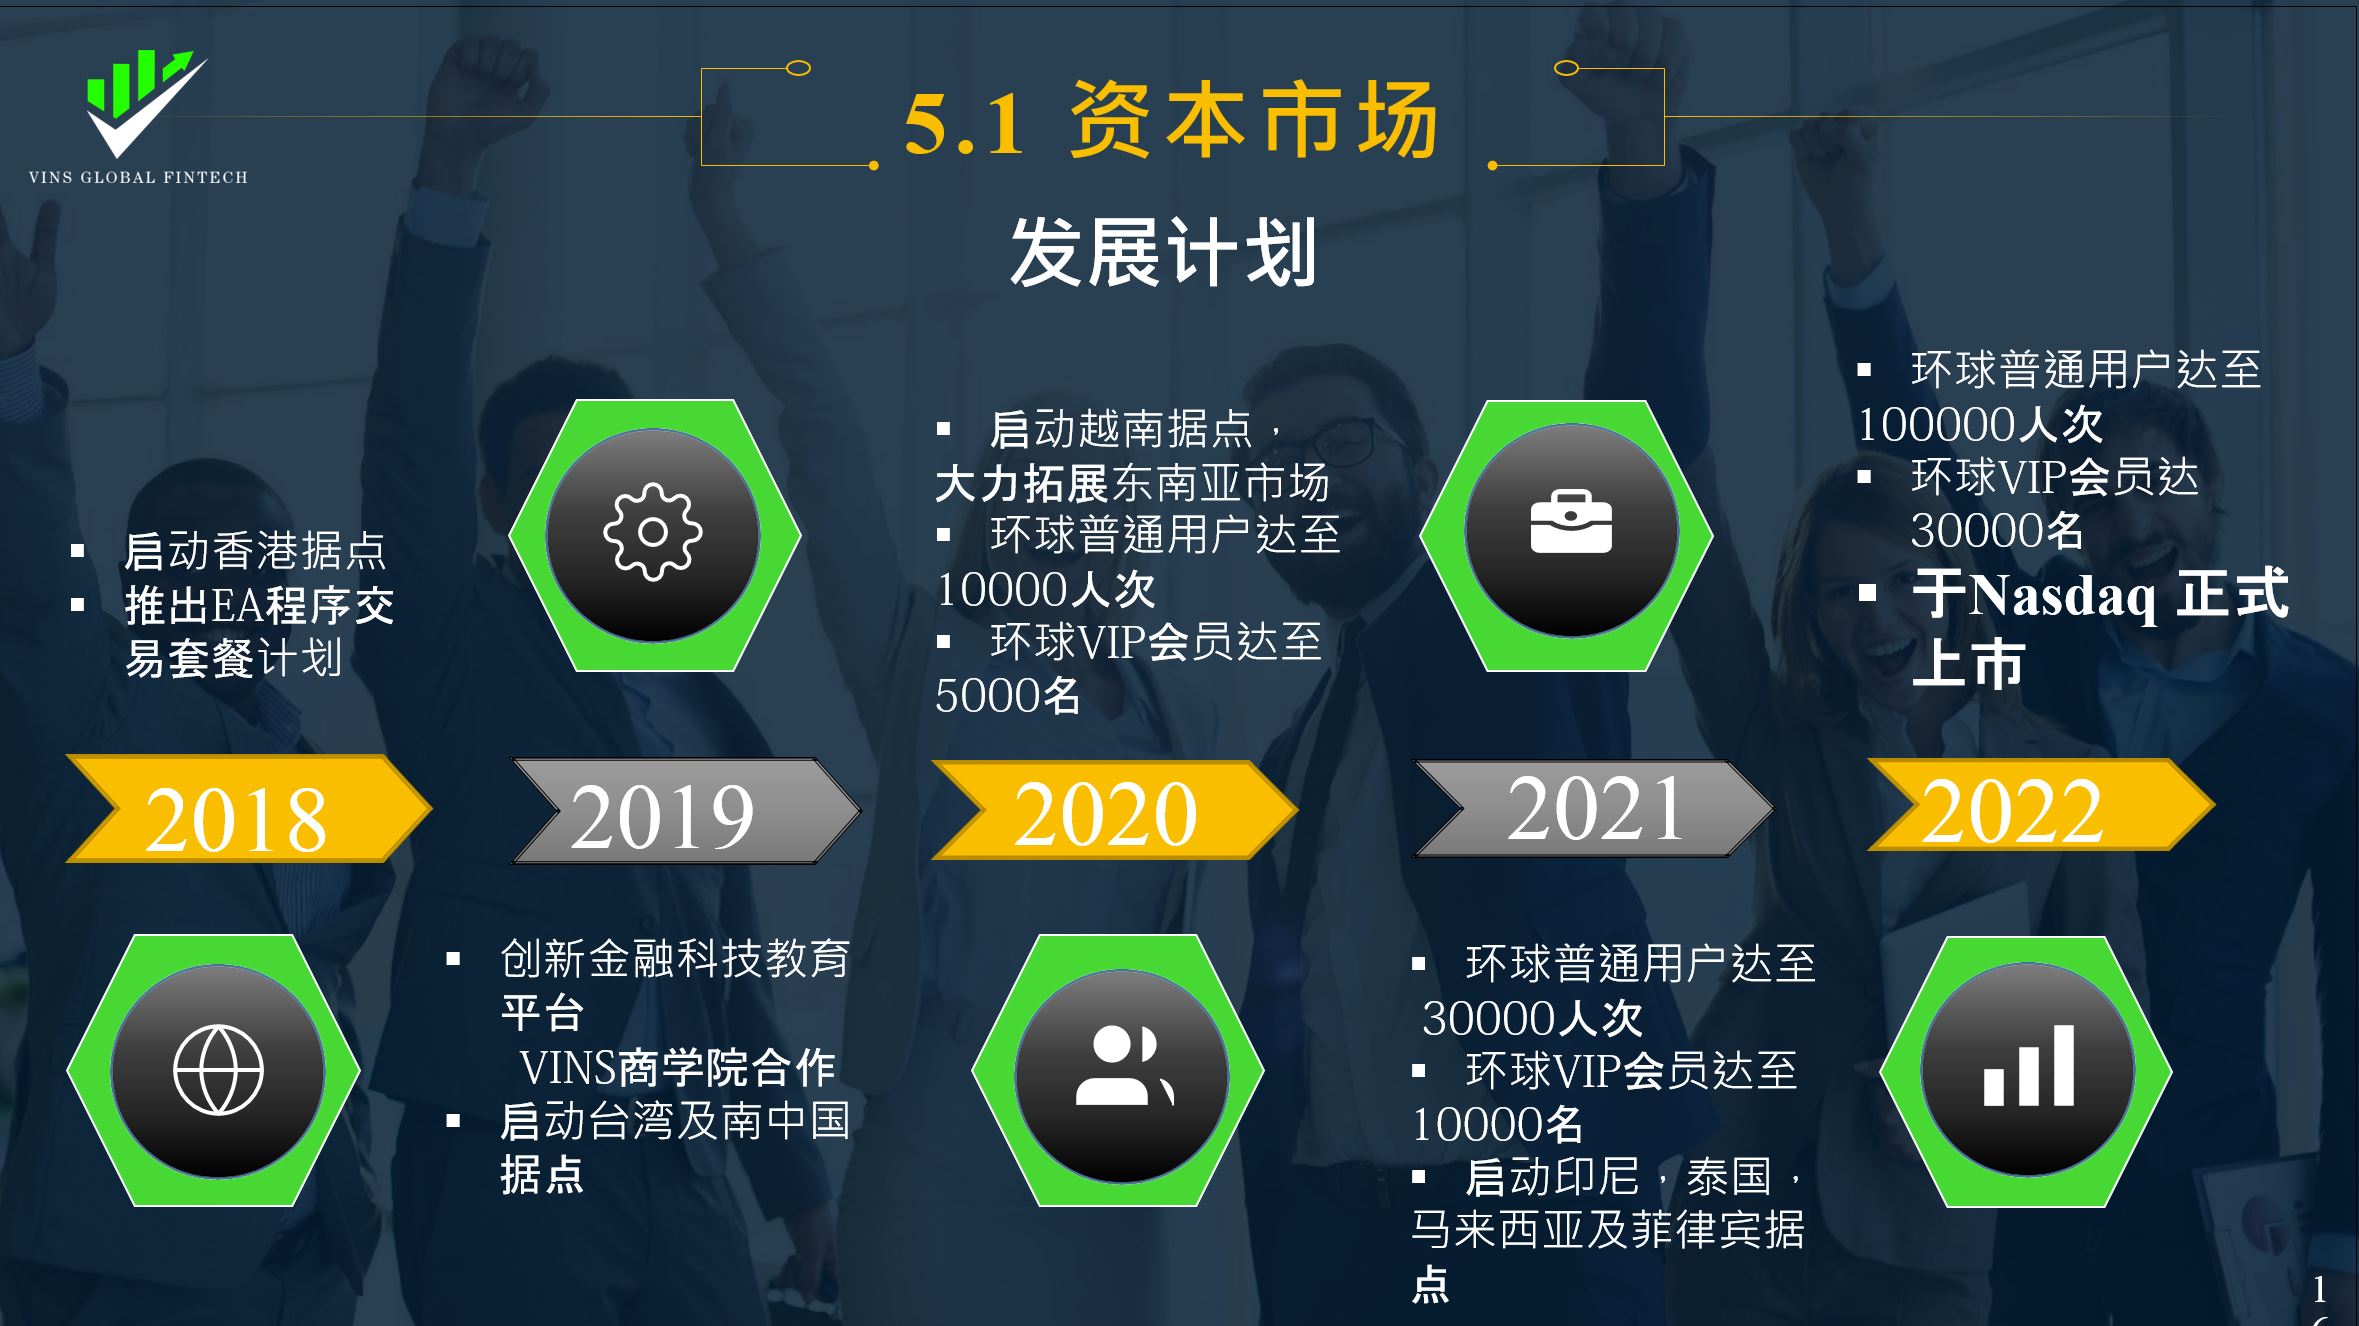 VINS GLOBAL FINTECH
5.1 资本市场
发展计划
▪ 启动香港据点
▪ 推出EA程序交
易套餐计划
▪ 启动越南据点，
大力拓展东南亚市场
▪ 环球普通用户达至
10000人次
▪ 环球VIP会员达至
5000名
▪ 环球普通用户达至
100000人次
▪ 环球VIP会员达
30000名
▪ 于Nasdaq 正式
上市
2018
2019
2020
2021
2022
▪ 创新金融科技教育
平台
VINS商学院合作
▪ 启动台湾及南中国
据点
▪ 环球普通用户达至
30000人次
▪ 环球VIP会员达至
10000名
▪ 启动印尼，泰国，
马来西亚及菲律宾据
点
1